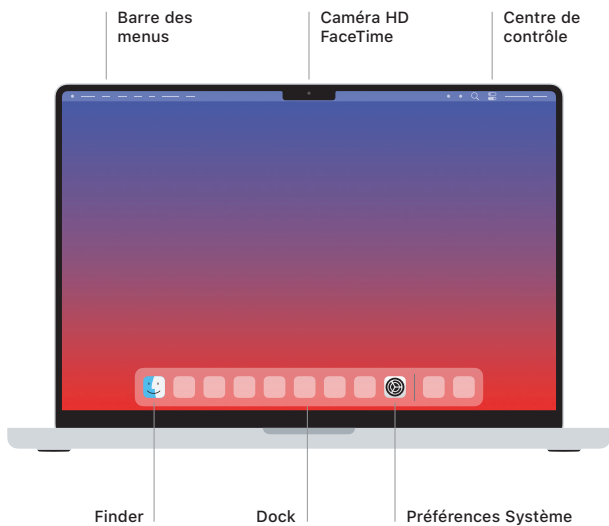 Barre des
menus
Caméra HD
FaceTime
Centre de
contrôle
Finder
Dock
Préférences Système